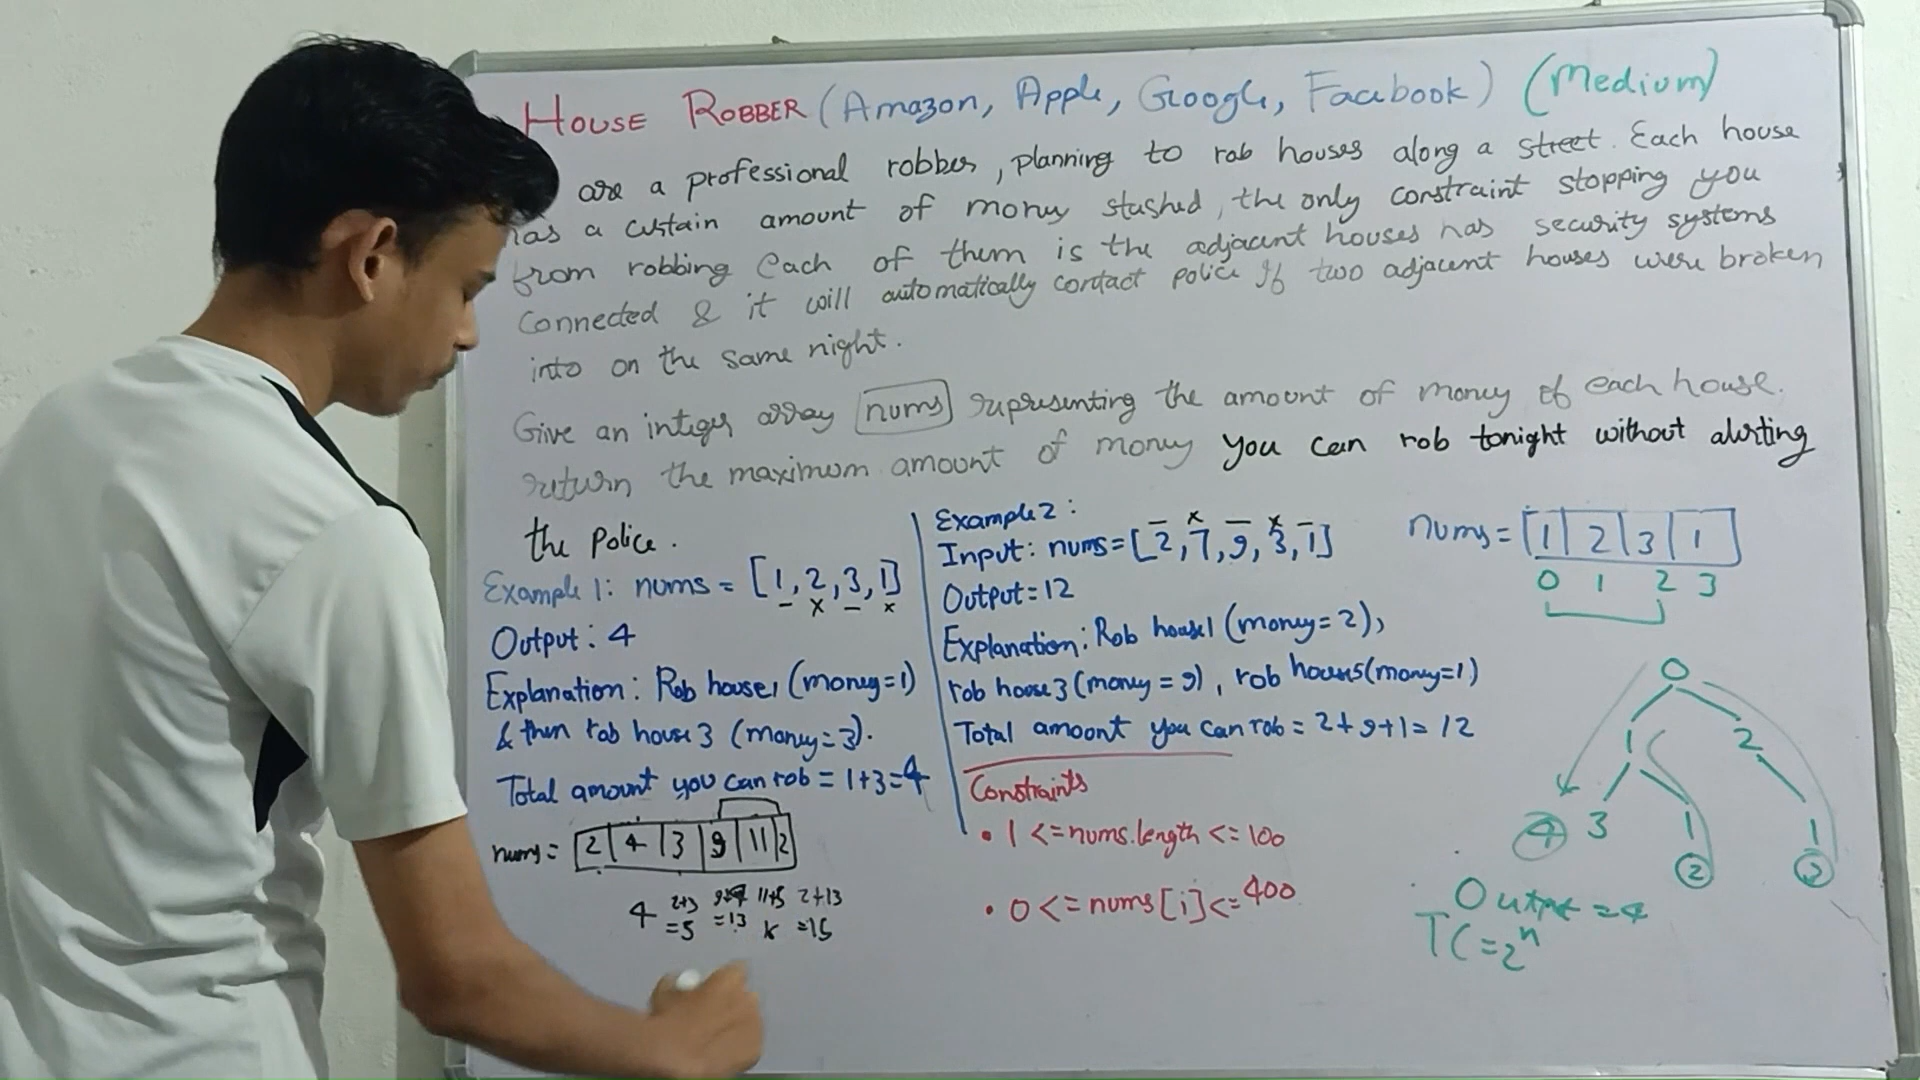 HOUSE ROBBER (Amazon, Apple, Google, Facebook) (Medium)
are a professional robber, planning to rob houses along a street. Each house
has a certain amount of money stashed, the only constraint stopping you
from robbing each of them is the adjacent houses has security systems
connected & it will automatically contact police if two adjacent houses were broken
into on the same night.
Give an integer array nums representing the amount of money of each house.
return the maximum amount of money you can rob tonight without alerting
the police.
Example 1: nums = [1, 2, 3, 1]
- x - x
Output: 4
Explanation: Rob house 1 (money=1)
& then rob house 3 (money=3).
Total amount you can rob = 1+3=4
nums = 2 4 3 9 11 2
4 2+3 9+4 11+5 2+13
=5 =13 =15
Example 2:
- x - x -
Input: nums=[2,7,9,3,1]
Output=12
Explanation: Rob house1 (money=2),
rob house 3 (money = 9), rob house5(money=1)
Total amount you can rob = 2+9+1=12
Constraints
• 1 <=nums.length <=100
• 0 <=nums[i]<=400
nums= [1 2 3 1]
0 1 2 3
0
1 2
4 3 1 1
2
Output =4
TC=2ⁿ